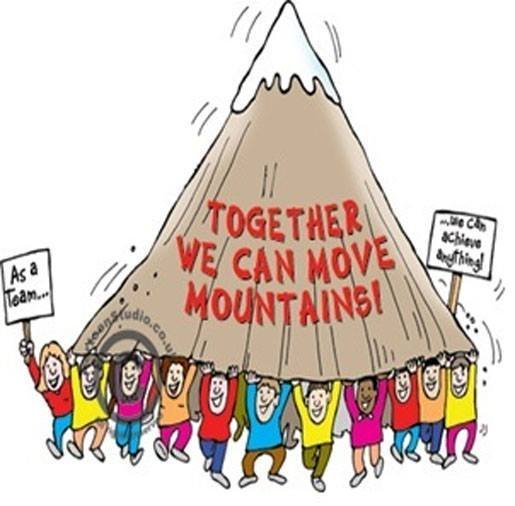 TOGETHER
WE CAN MOVE
MOUNTAINS!
As a
Team...
...we can
achieve
anything!